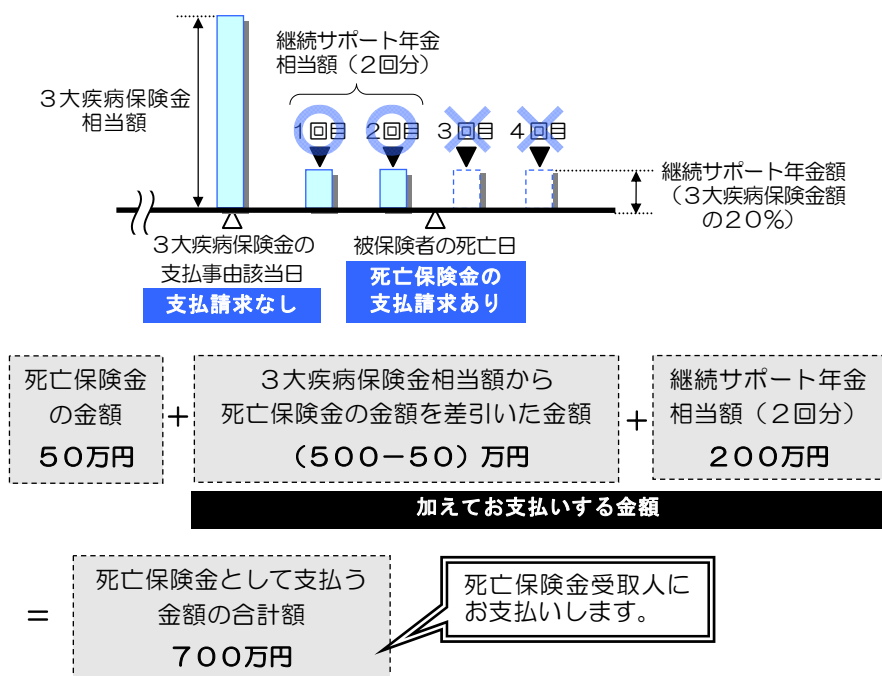 継続サポート年金
相当額（２回分）
３大疾病保険金
相当額
１回目 ２回目 ３回目 ４回目
継続サポート年金額
（３大疾病保険金額
の２０％）
３大疾病保険金の
支払事由該当日
支払請求なし
被保険者の死亡日
死亡保険金の
支払請求あり
死亡保険金
の金額
５０万円
＋
３大疾病保険金相当額から
死亡保険金の金額を差引いた金額
（５００－５０）万円
＋
継続サポート年金
相当額（２回分）
２００万円
加えてお支払いする金額
＝
死亡保険金として支払う
金額の合計額
７００万円
死亡保険金受取人に
お支払いします。